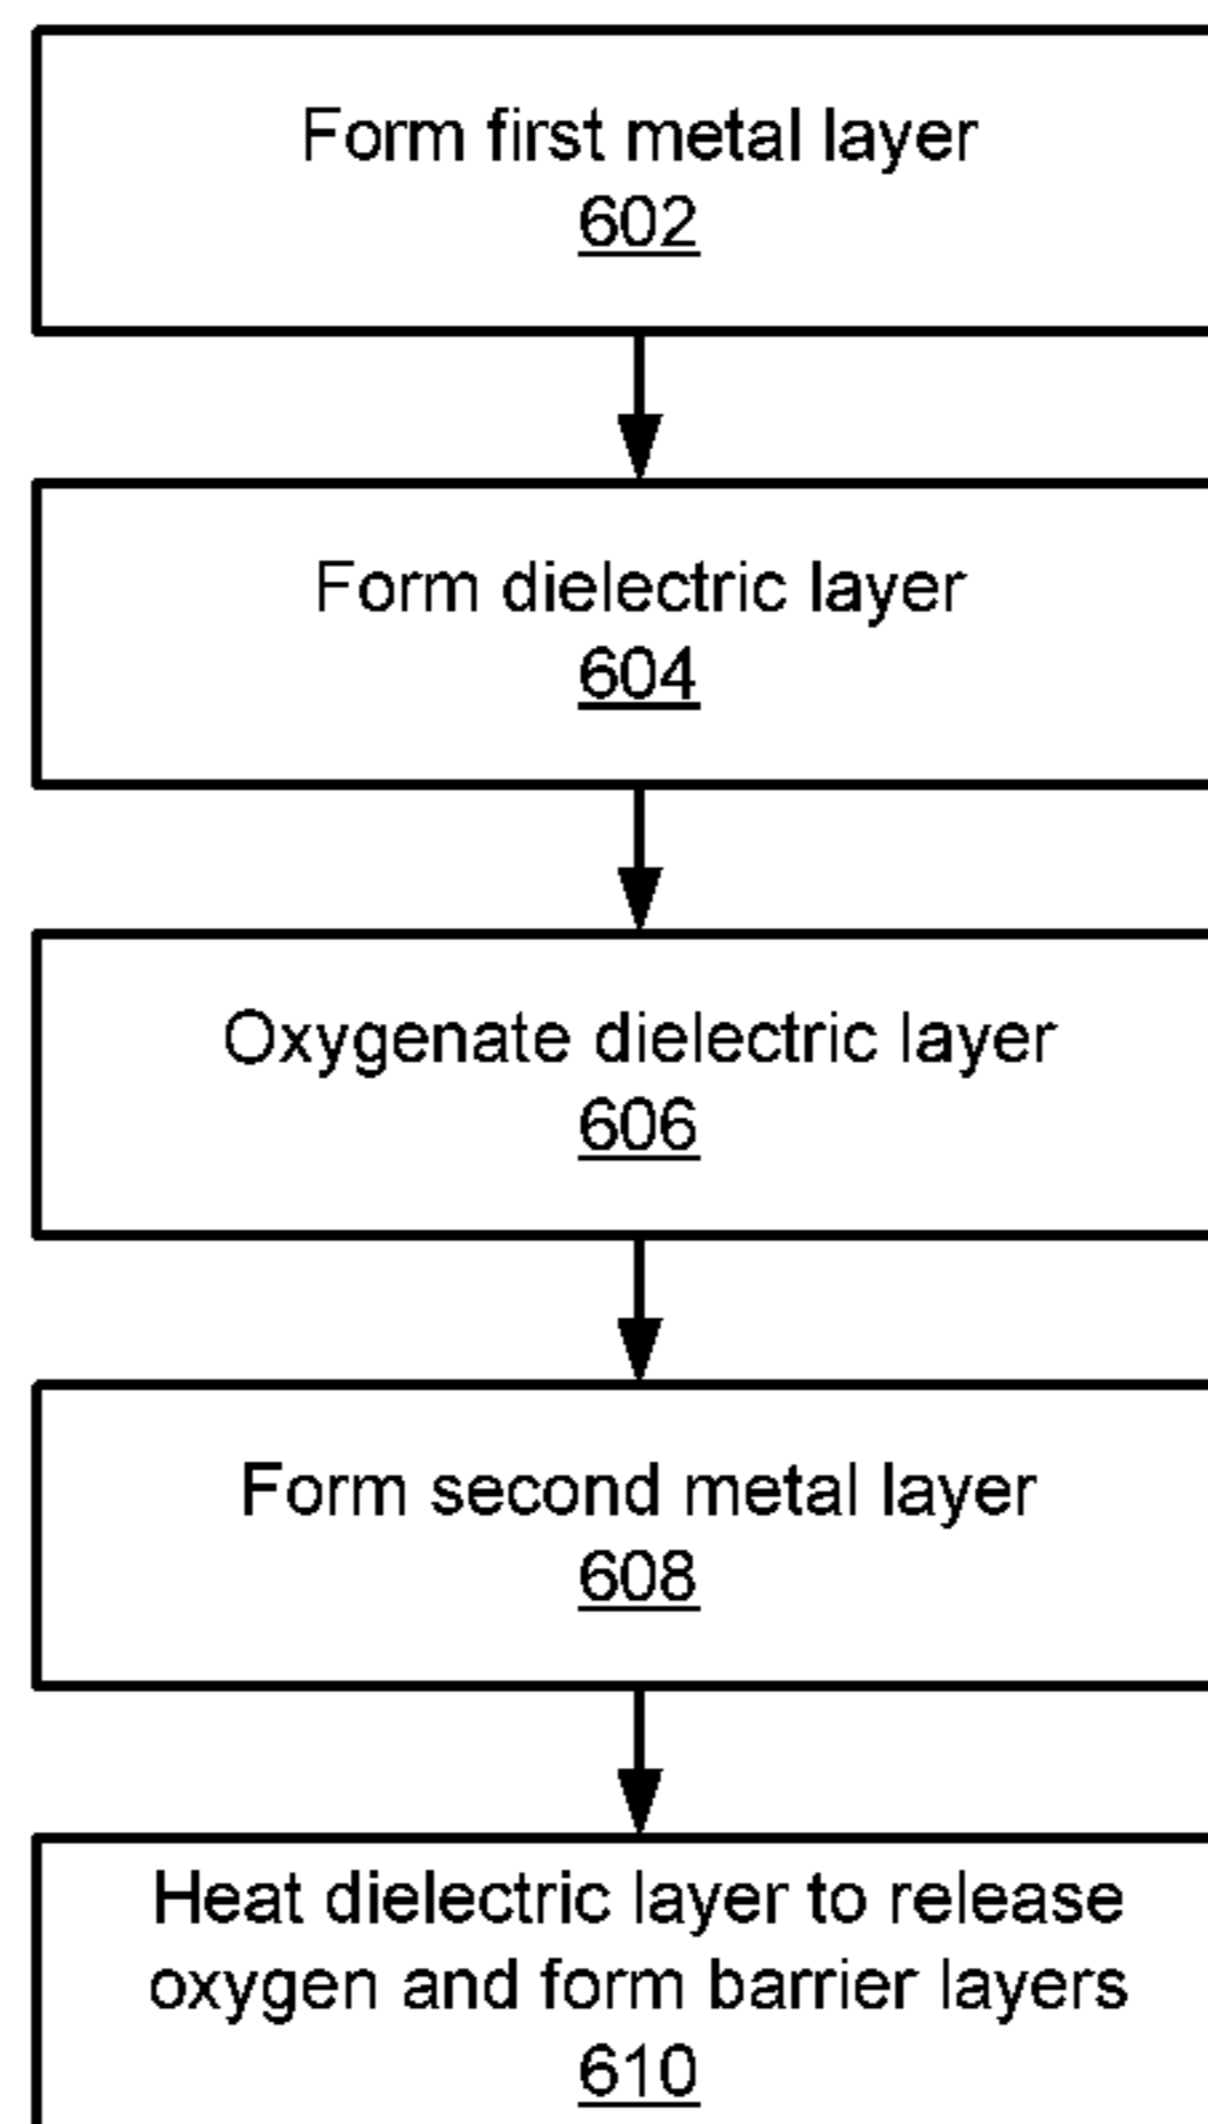 Form first metal layer
602
Form dielectric layer
604
Oxygenate dielectric layer
606
Form second metal layer
608
Heat dielectric layer to release
oxygen and form barrier layers
610